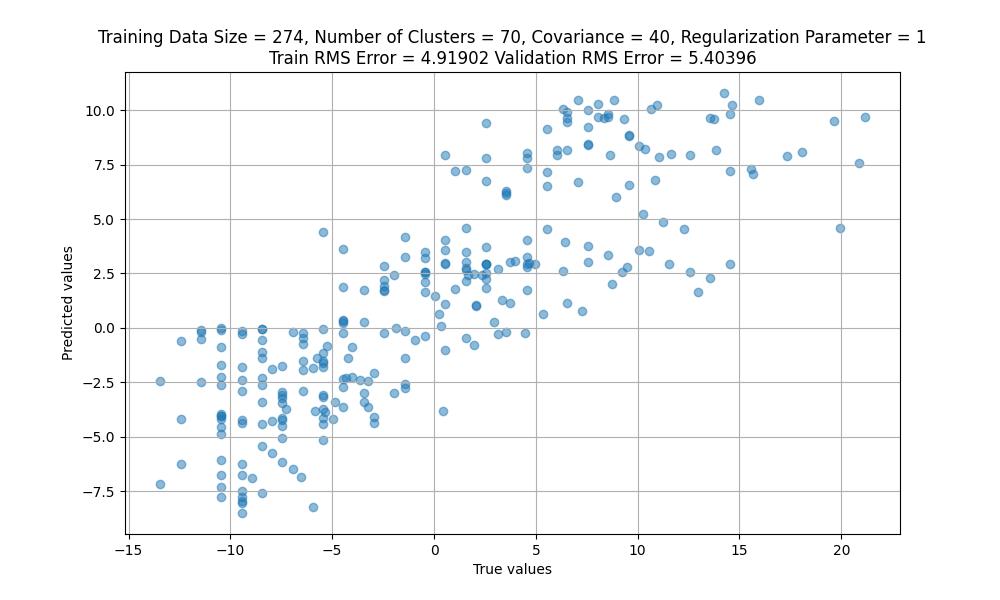 Training Data Size = 274, Number of Clusters = 70, Covariance = 40, Regularization Parameter = 1
Train RMS Error = 4.91902 Validation RMS Error = 5.40396
10.0
7.5
5.0
2.5
0.0
−2.5
−5.0
−7.5
Predicted values
−15 −10 −5 0 5 10 15 20
True values